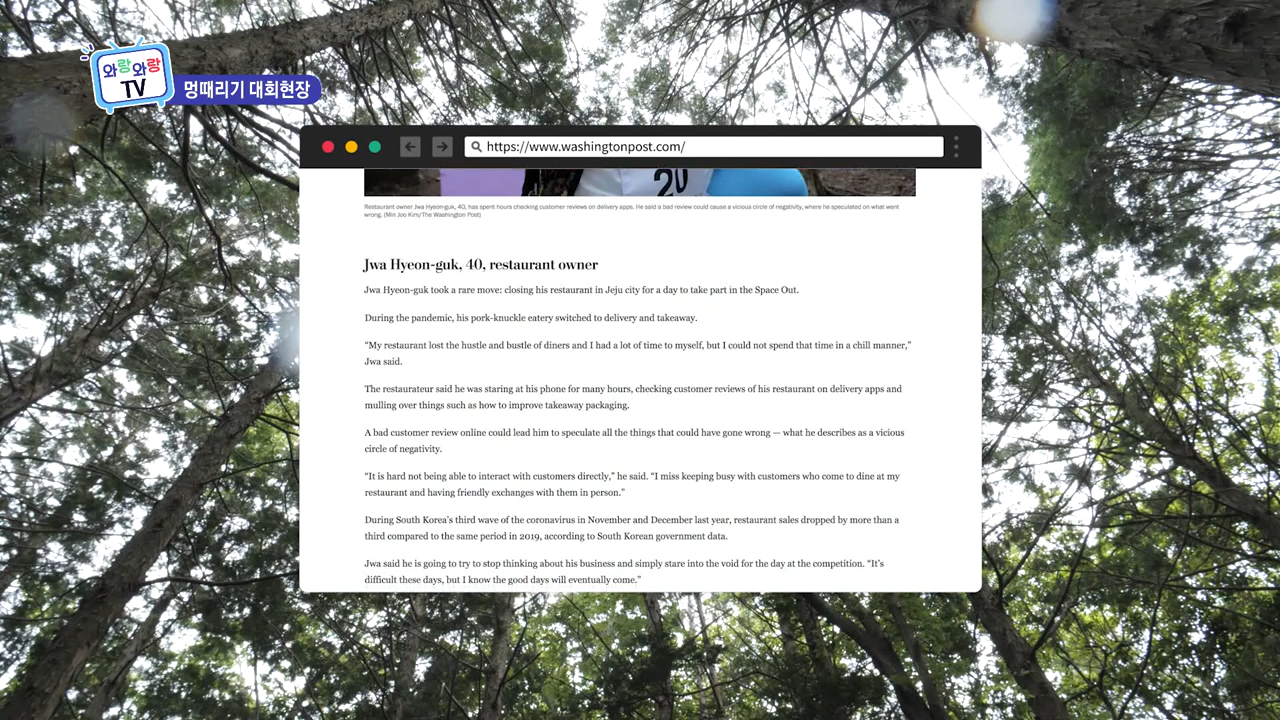 와랑와랑
TV
멍때리기 대회현장
https://www.washingtonpost.com/
20
Restaurant owner Jwa Hyeon-guk, 40, has spent hours checking customer reviews on delivery apps. He said a bad review could cause a vicious circle of negativity, where he speculated on what went
wrong. (Min Joo Kim/The Washington Post)
Jwa Hyeon-guk, 40, restaurant owner
Jwa Hyeon-guk took a rare move: closing his restaurant in Jeju city for a day to take part in the Space Out.
During the pandemic, his pork-knuckle eatery switched to delivery and takeaway.
“My restaurant lost the hustle and bustle of diners and I had a lot of time to myself, but I could not spend that time in a chill manner,”
Jwa said.
The restaurateur said he was staring at his phone for many hours, checking customer reviews of his restaurant on delivery apps and
mulling over things such as how to improve takeaway packaging.
A bad customer review online could lead him to speculate all the things that could have gone wrong — what he describes as a vicious
circle of negativity.
“It is hard not being able to interact with customers directly,” he said. “I miss keeping busy with customers who come to dine at my
restaurant and having friendly exchanges with them in person.”
During South Korea’s third wave of the coronavirus in November and December last year, restaurant sales dropped by more than a
third compared to the same period in 2019, according to South Korean government data.
Jwa said he is going to try to stop thinking about his business and simply stare into the void for the day at the competition. “It’s
difficult these days, but I know the good days will eventually come.”